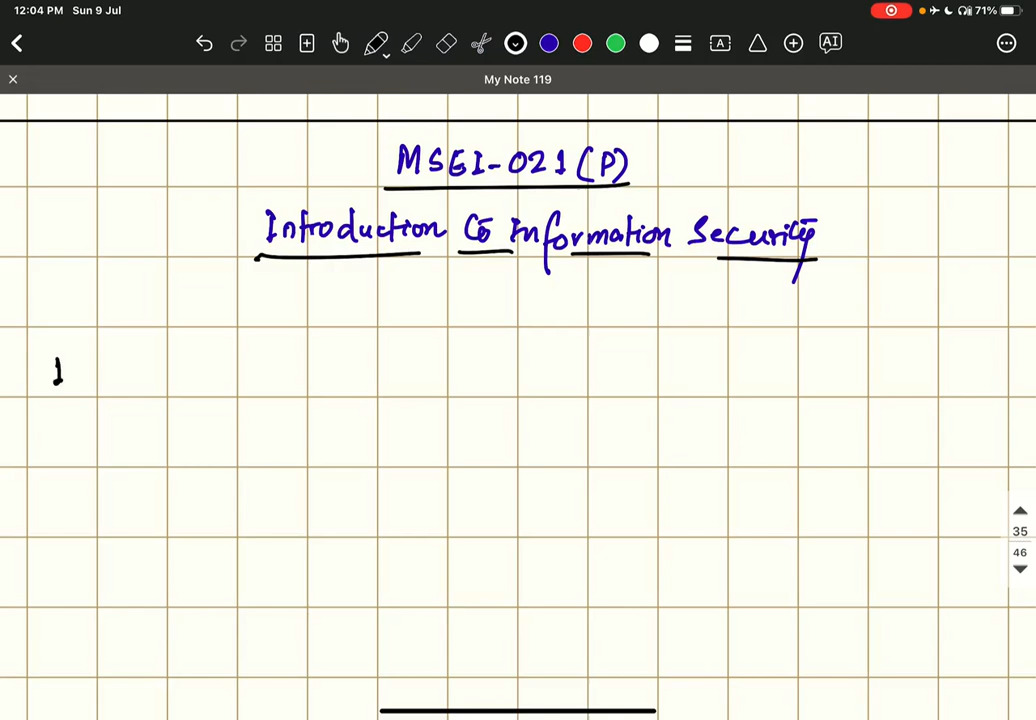 12:04 PM Sun 9 Jul 71%
A AI
My Note 119
MSEI-021(P)
Introduction to Information Security
1
35
46